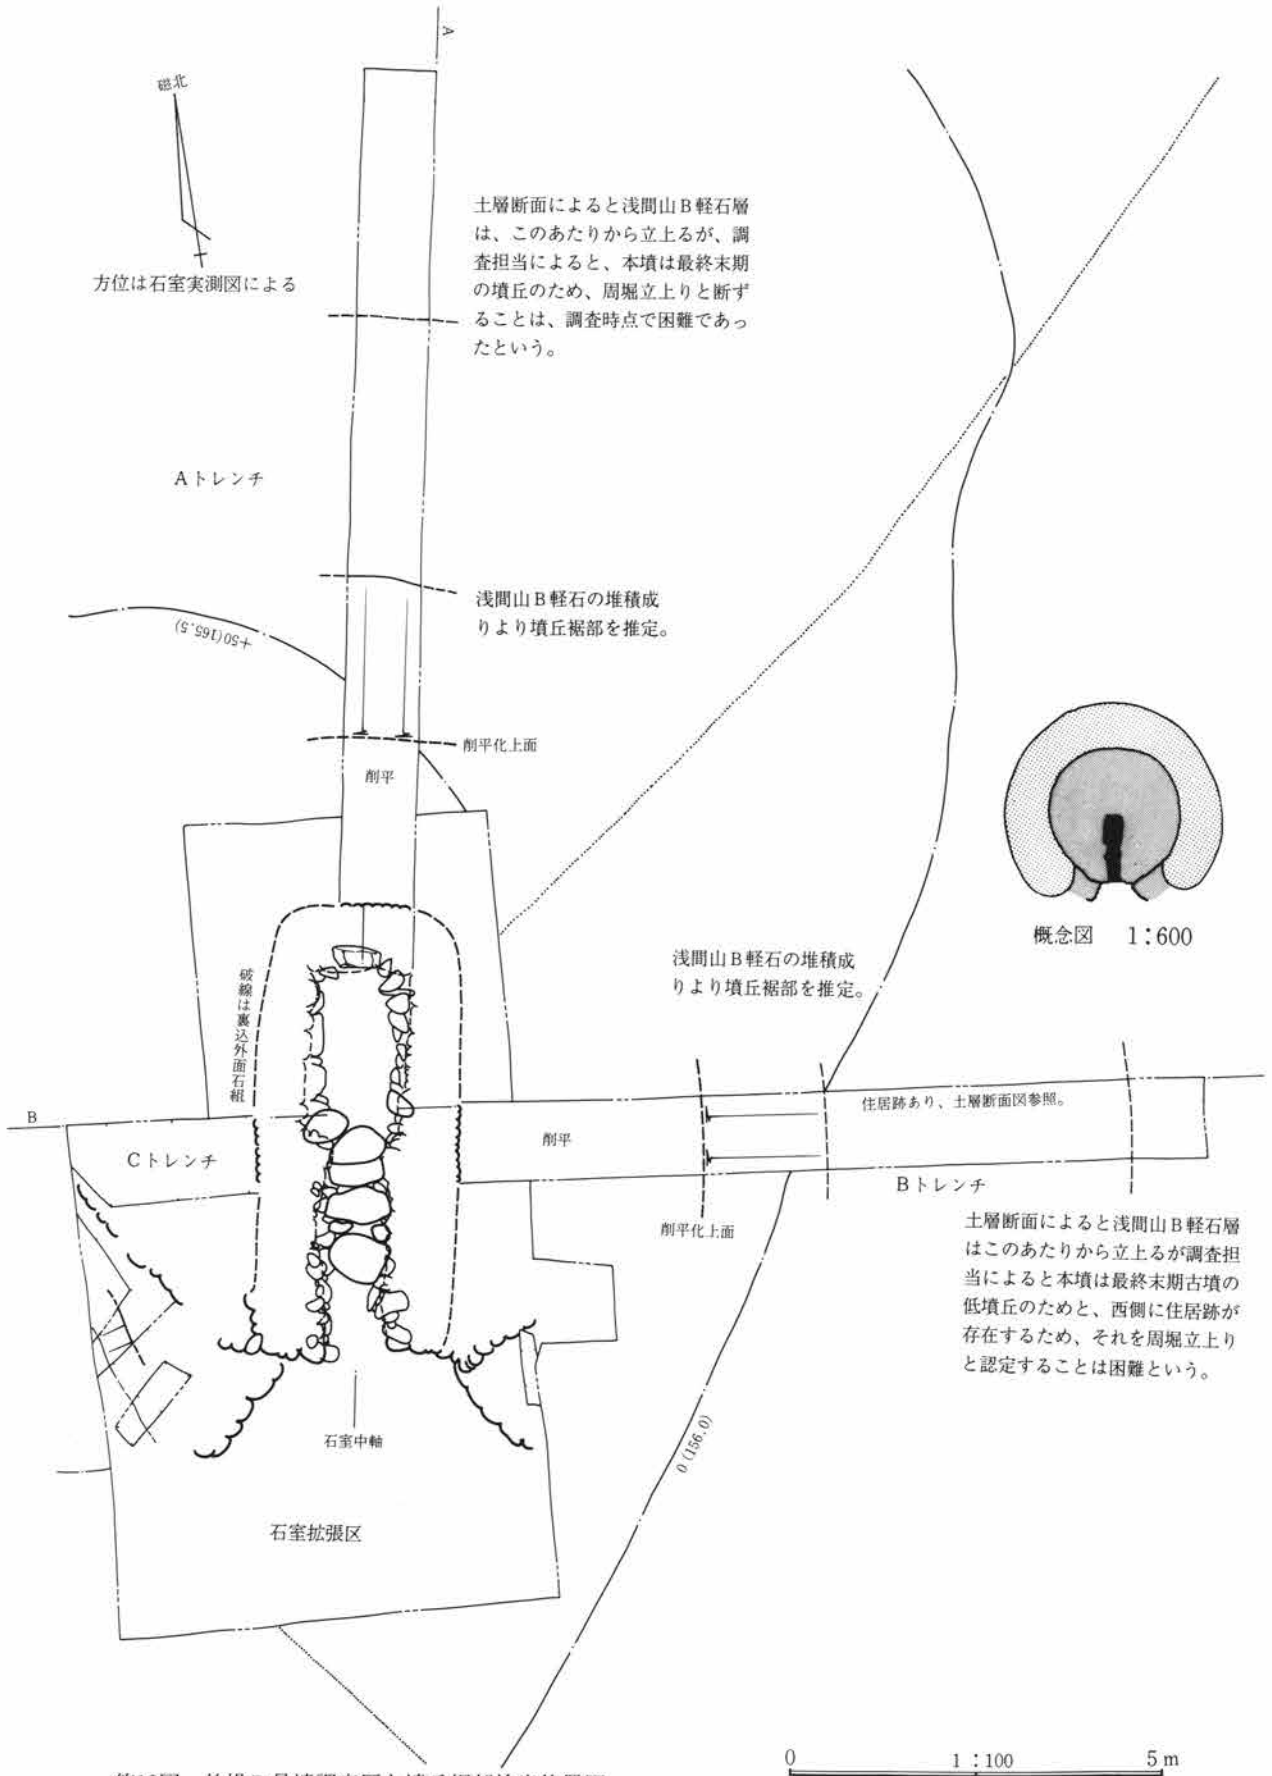 A
磁北
方位は石室実測図による
土層断面によると浅間山B軽石層
は、このあたりから立上るが、調
査担当によると、本墳は最終末期
の墳丘のため、周堀立上りと断ず
ることは、調査時点で困難であっ
たという。
Aトレンチ
浅間山B軽石の堆積成
りより墳丘裾部を推定。
+50(165.5)
削平化上面
削平
概念図 1:600
破線は裏込外面石組
浅間山B軽石の堆積成
りより墳丘裾部を推定。
B
Cトレンチ
削平
住居跡あり、土層断面図参照。
Bトレンチ
削平化上面
土層断面によると浅間山B軽石層
はこのあたりから立上るが調査担
当によると本墳は最終末期古墳の
低墳丘のためと、西側に住居跡が
存在するため、それを周堀立上り
と認定することは困難という。
石室中軸
0(156.0)
石室拡張区
0 1:100 5m